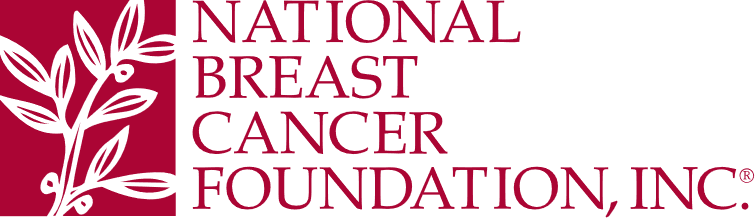 NATIONAL
BREAST
CANCER
FOUNDATION, INC.®